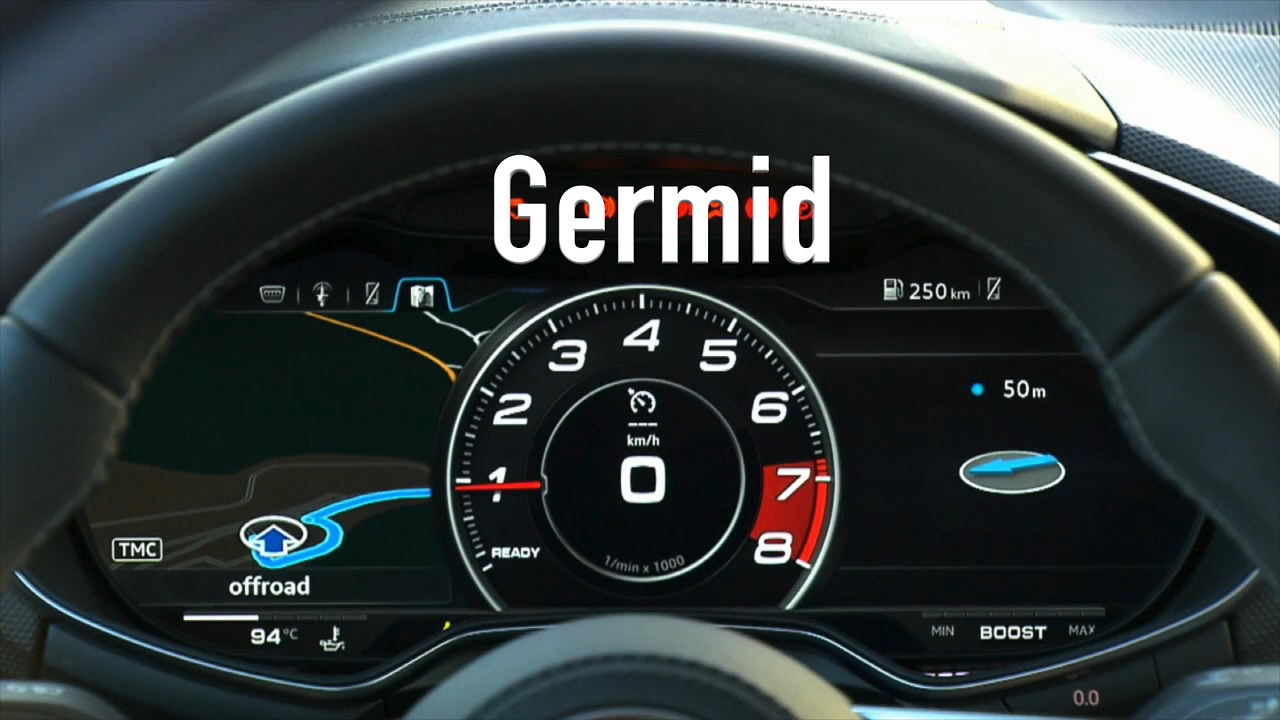 Germid
250 km
4
3 5
2 6
50 m
km/h
0
1 7
TMC
READY
8
1/min x 1000
offroad
94 °C
MIN BOOST MAX
0.0